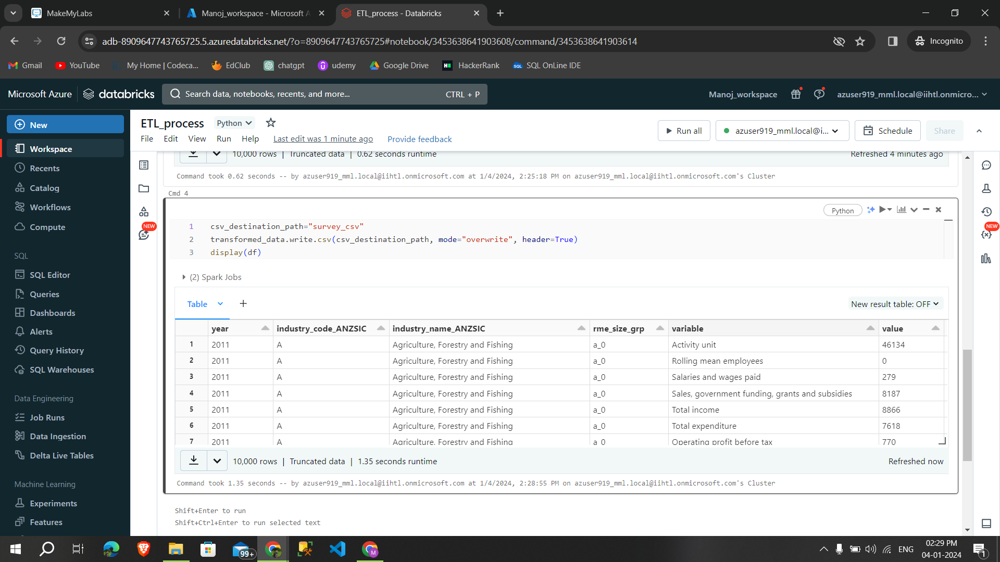 MakeMyLabs
Manoj_workspace - Microsoft A
ETL_process - Databricks
adb-8909647743765725.5.azuredatabricks.net/?o=8909647743765725#notebook/3453638641903608/command/3453638641903614
Incognito
Gmail
YouTube
My Home | Codeca...
EdClub
chatgpt
udemy
Google Drive
HackerRank
SQL OnLine IDE
Microsoft Azure
databricks
Search data, notebooks, recents, and more...
CTRL + P
Manoj_workspace
azuser919_mml.local@iihtl.onmicro...
New
Workspace
Recents
Catalog
Workflows
Compute
SQL
SQL Editor
Queries
Dashboards
Alerts
Query History
SQL Warehouses
Data Engineering
Job Runs
Data Ingestion
Delta Live Tables
Machine Learning
Experiments
Features
ETL_process
Python
File Edit View Run Help Last edit was 1 minute ago Provide feedback
Run all
azuser919_mml.local@i...
Schedule
Share
NEW
NEW
10,000 rows | Truncated data | 0.62 seconds runtime
Refreshed 4 minutes ago
Command took 0.62 seconds -- by azuser919_mml.local@iihtl.onmicrosoft.com at 1/4/2024, 2:25:18 PM on azuser919_mml.local@iihtl.onmicrosoft.com's Cluster
Cmd 4
Python
1 csv_destination_path="survey_csv"
2 transformed_data.write.csv(csv_destination_path, mode="overwrite", header=True)
3 display(df)
(2) Spark Jobs
Table
New result table: OFF
year industry_code_ANZSIC industry_name_ANZSIC rme_size_grp variable value
1 2011 A Agriculture, Forestry and Fishing a_0 Activity unit 46134
2 2011 A Agriculture, Forestry and Fishing a_0 Rolling mean employees 0
3 2011 A Agriculture, Forestry and Fishing a_0 Salaries and wages paid 279
4 2011 A Agriculture, Forestry and Fishing a_0 Sales, government funding, grants and subsidies 8187
5 2011 A Agriculture, Forestry and Fishing a_0 Total income 8866
6 2011 A Agriculture, Forestry and Fishing a_0 Total expenditure 7618
7 2011 A Agriculture, Forestry and Fishing a_0 Operating profit before tax 770
10,000 rows | Truncated data | 1.35 seconds runtime
Refreshed now
Command took 1.35 seconds -- by azuser919_mml.local@iihtl.onmicrosoft.com at 1/4/2024, 2:28:55 PM on azuser919_mml.local@iihtl.onmicrosoft.com's Cluster
Shift+Enter to run
Shift+Ctrl+Enter to run selected text
99+
M
ENG
02:29 PM
04-01-2024
1